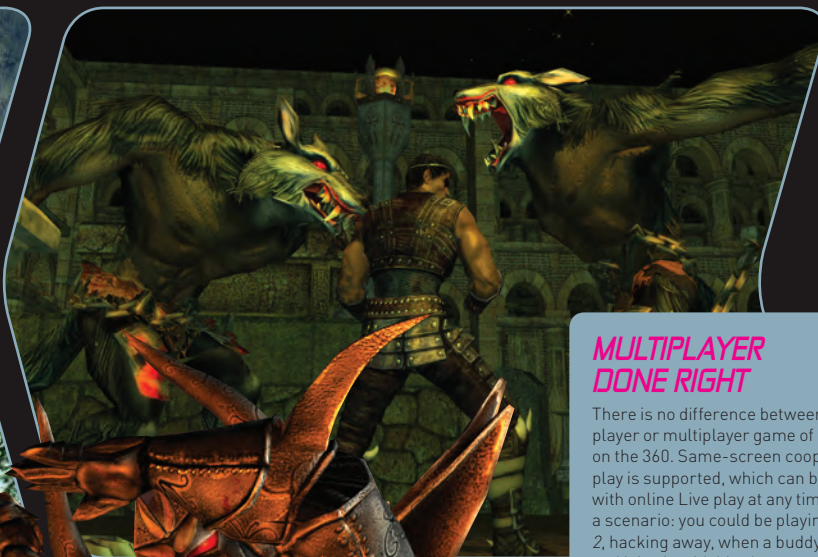 MULTIPLAYER
DONE RIGHT
There is no difference between
player or multiplayer game of
on the 360. Same-screen coop
play is supported, which can b
with online Live play at any tim
a scenario: you could be playin
2, hacking away, when a buddy